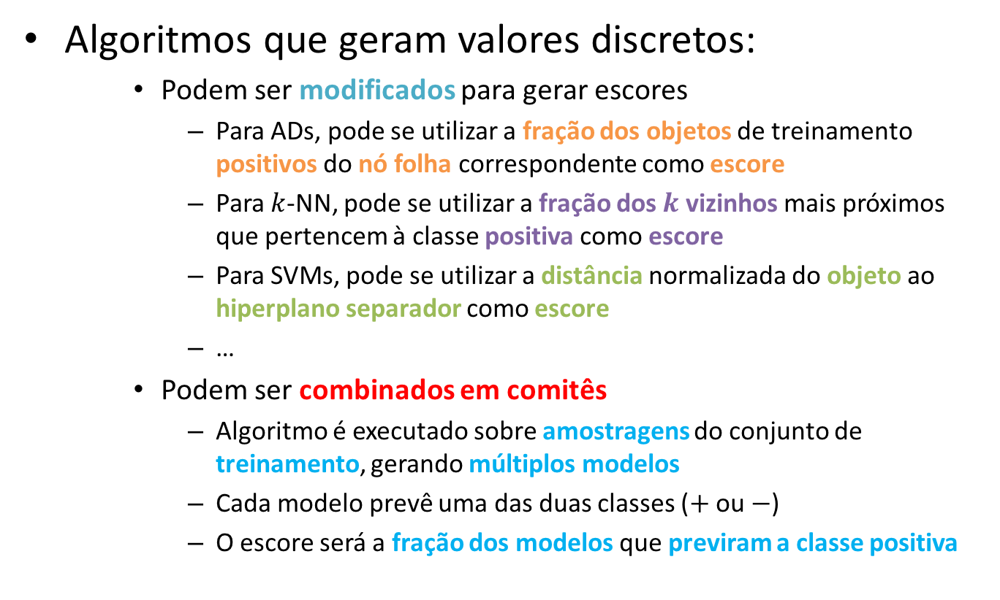 • Algoritmos que geram valores discretos:
• Podem ser modificados para gerar escores
– Para ADs, pode se utilizar a fração dos objetos de treinamento
positivos do nó folha correspondente como escore
– Para k-NN, pode se utilizar a fração dos k vizinhos mais próximos
que pertencem à classe positiva como escore
– Para SVMs, pode se utilizar a distância normalizada do objeto ao
hiperplano separador como escore
– ...
• Podem ser combinados em comitês
– Algoritmo é executado sobre amostragens do conjunto de
treinamento, gerando múltiplos modelos
– Cada modelo prevê uma das duas classes (+ ou −)
– O escore será a fração dos modelos que previram a classe positiva